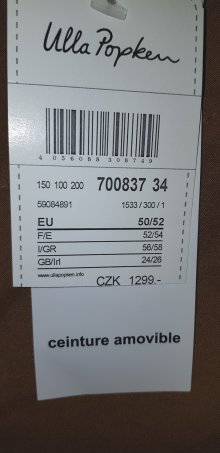 Ulla Popken
4 056088 308749
150 100 200 700837 34
59084891 1533 / 300 / 1
EU 50/52
F/E 52/54
I/GR 56/58
GB/Irl 24/26
www.ullapopken.info
CZK 1299.-
ceinture amovible